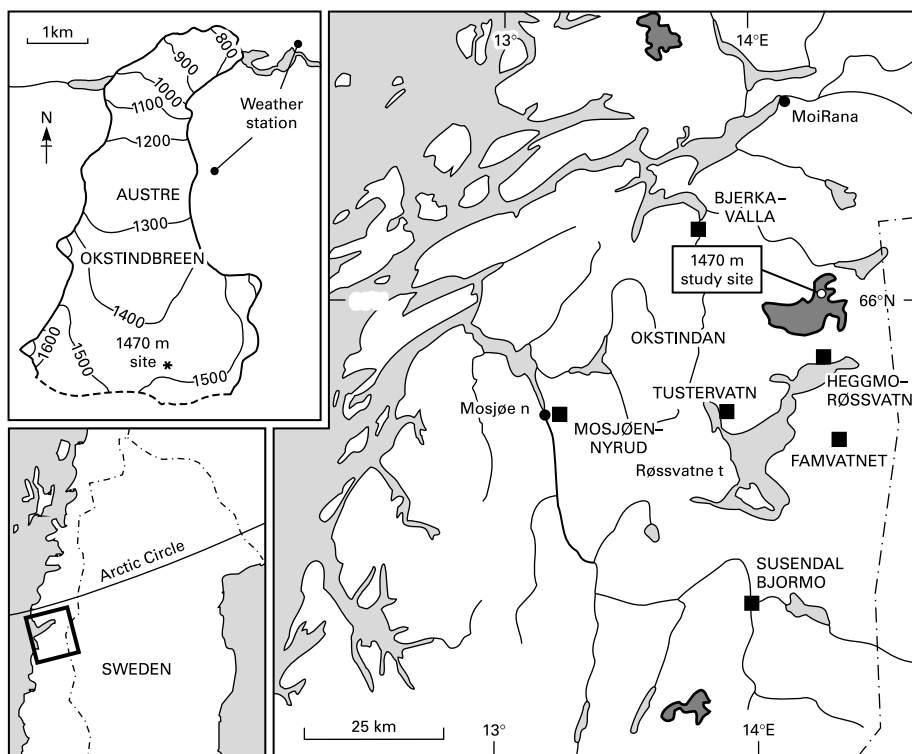 1km
800
900
1000
1100
N
Weather
station
1200
AUSTRE
1300
OKSTINDBREEN
1400
1470 m
site *
1600
1500
1500
Arctic Circle
SWEDEN
13°
14°E
MoiRana
BJERKA–
VALLA
1470 m
study site
66°N
OKSTINDAN
HEGGMO-
RØSSVATN
TUSTERVATN
Mosjøe n
MOSJØEN-
NYRUD
FAMVATNET
Røssvatne t
SUSENDAL
BJORMO
25 km
13°
14°E